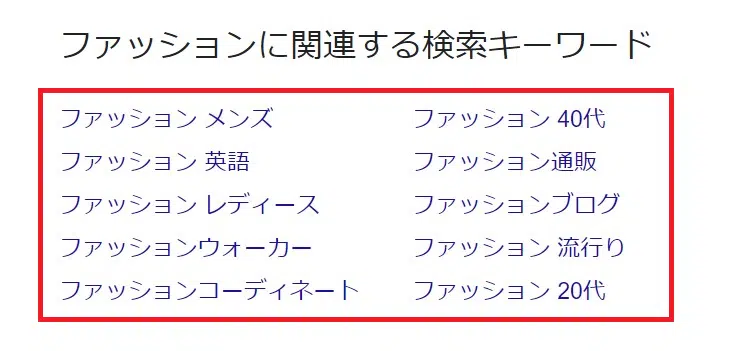 ファッションに関連する検索キーワード
ファッション メンズ
ファッション 英語
ファッション レディース
ファッションウォーカー
ファッションコーディネート
ファッション 40代
ファッション通販
ファッションブログ
ファッション 流行り
ファッション 20代